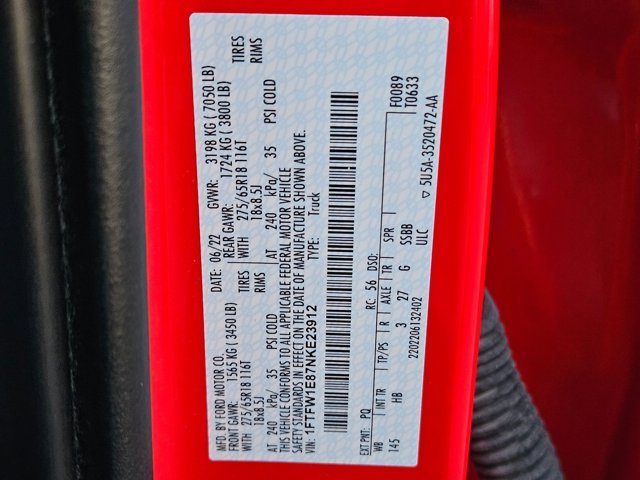 MFD. BY FORD MOTOR CO.
DATE: 06/22 GVWR: 3198 KG ( 7050 LB)
FRONT GAWR: 1565 KG (3450LB) REAR GAWR: 1724 KG ( 3800 LB)
WITH 275/65R18 116T TIRES WITH 275/65R18 116T TIRES
18x8.5J RIMS 18x8.5J RIMS
AT 240 kPa/ 35 PSI COLD AT 240 kPa/ 35 PSI COLD
THIS VEHICLE CONFORMS TO ALL APPLICABLE FEDERAL MOTOR VEHICLE
SAFETY STANDARDS IN EFFECT ON THE DATE OF MANUFACTURE SHOWN ABOVE.
VIN: 1FTFW1E87NKE23912 TYPE: Truck
F0089
T0633
EXT PNT: PQ RC: 56 DSO:
WB INT TR TP/PS R AXLE TR SPR
145 HB 3 27 G SSBB
2202206132402 ULC
▽ 5U5A-3520472-AA